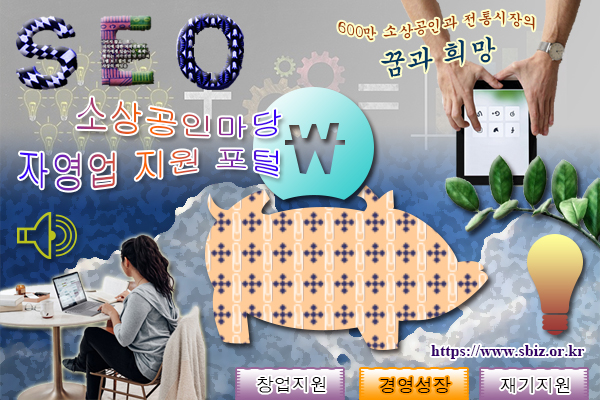 SEO
600만 소상공인과 전통시장의
꿈과 희망
소상공인마당
자영업 지원 포털
₩
https://www.sbiz.or.kr
창업지원
경영성장
재기지원